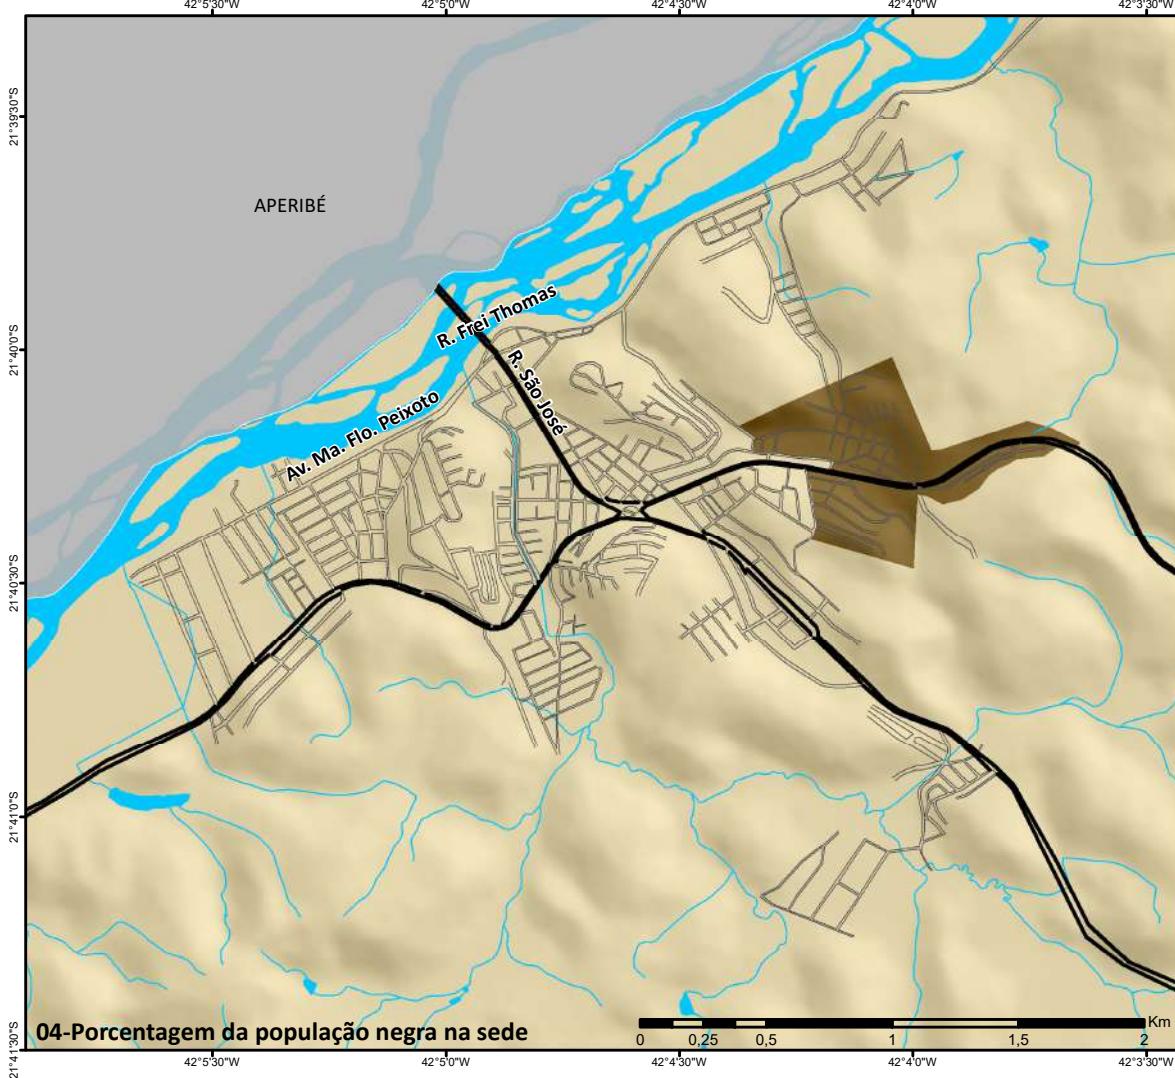 42°5'30"W 42°5'0"W 42°4'30"W 42°4'0"W 42°3'30"W
21°39'30"S
APERIBÉ
R. Frei Thomas
21°40'0"S
R. São José
Av. Ma. Flo. Peixoto
21°40'30"S
21°41'0"S
04-Porcentagem da população negra na sede
Km
0 0,25 0,5 1 1,5 2
21°41'30"S
42°5'30"W 42°5'0"W 42°4'30"W 42°4'0"W 42°3'30"W